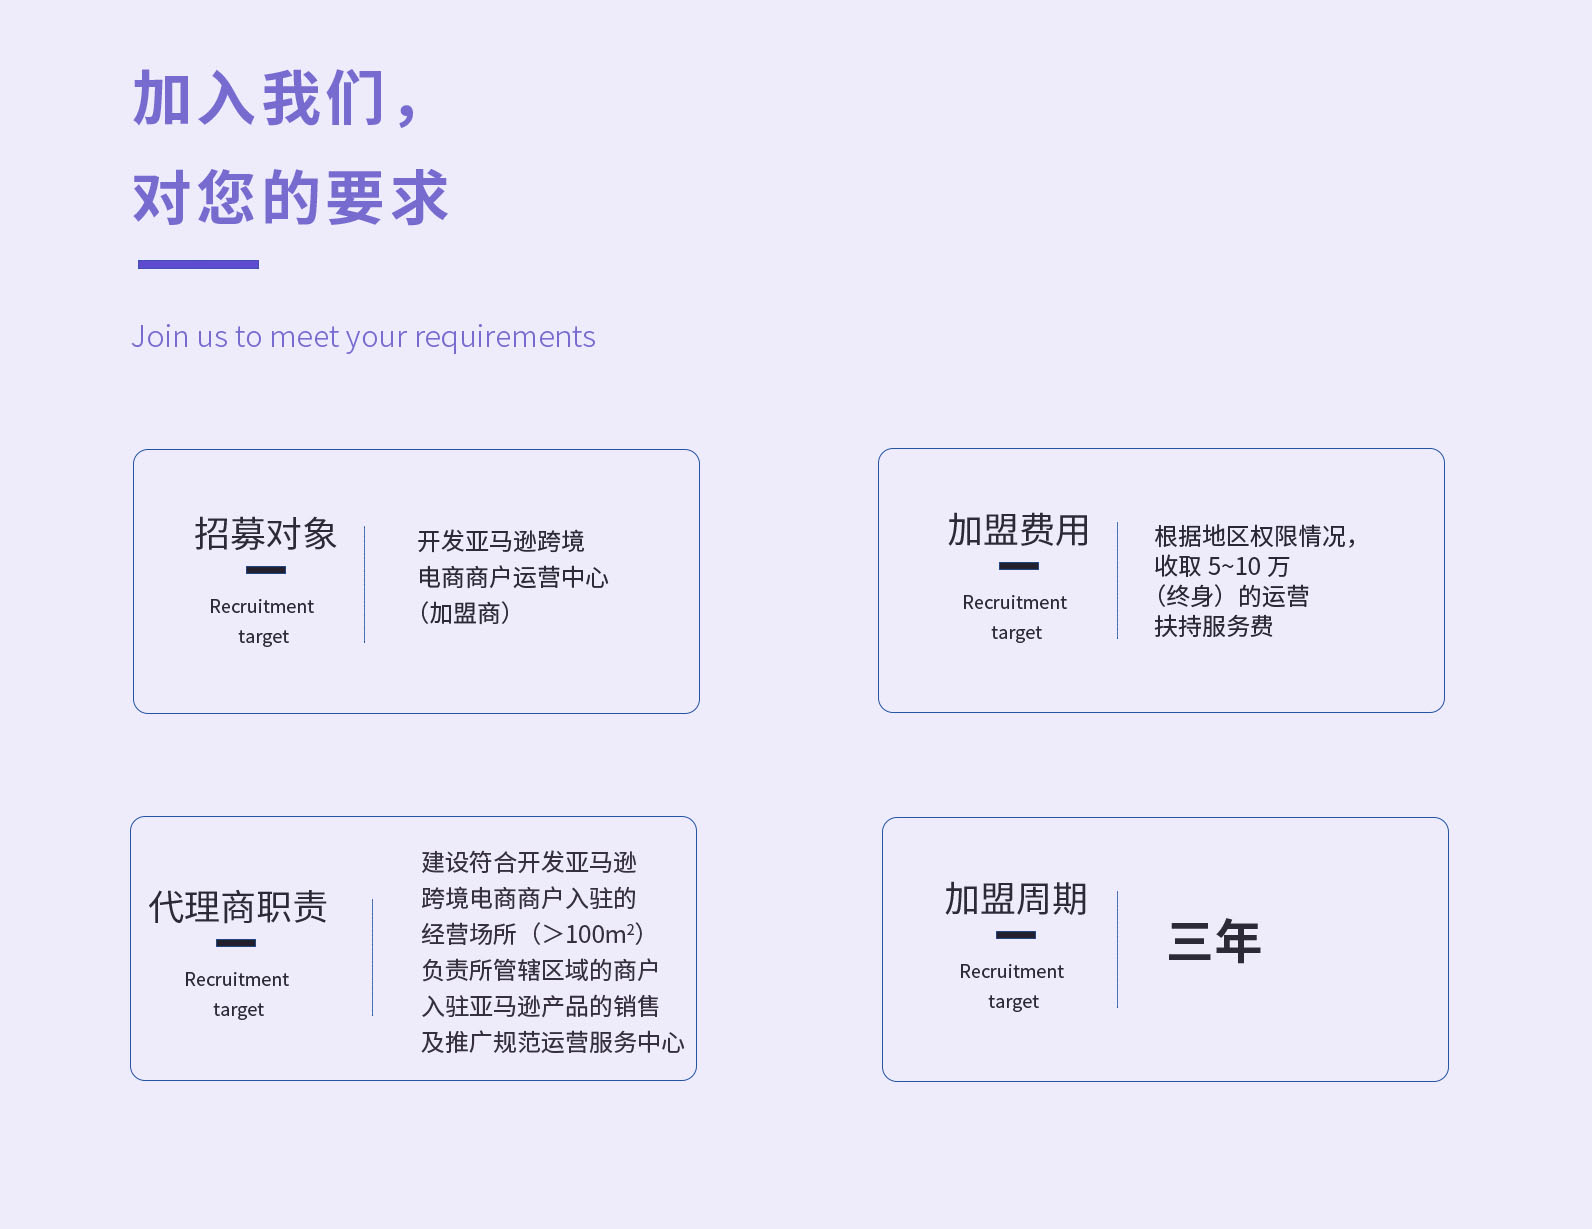 加入我们，
对您的要求
Join us to meet your requirements
招募对象
Recruitment
target
开发亚马逊跨境
电商商户运营中心
（加盟商）
加盟费用
Recruitment
target
根据地区权限情况，
收取 5~10 万
（终身）的运营
扶持服务费
代理商职责
Recruitment
target
建设符合开发亚马逊
跨境电商商户入驻的
经营场所（＞100m²）
负责所管辖区域的商户
入驻亚马逊产品的销售
及推广规范运营服务中心
加盟周期
Recruitment
target
三年